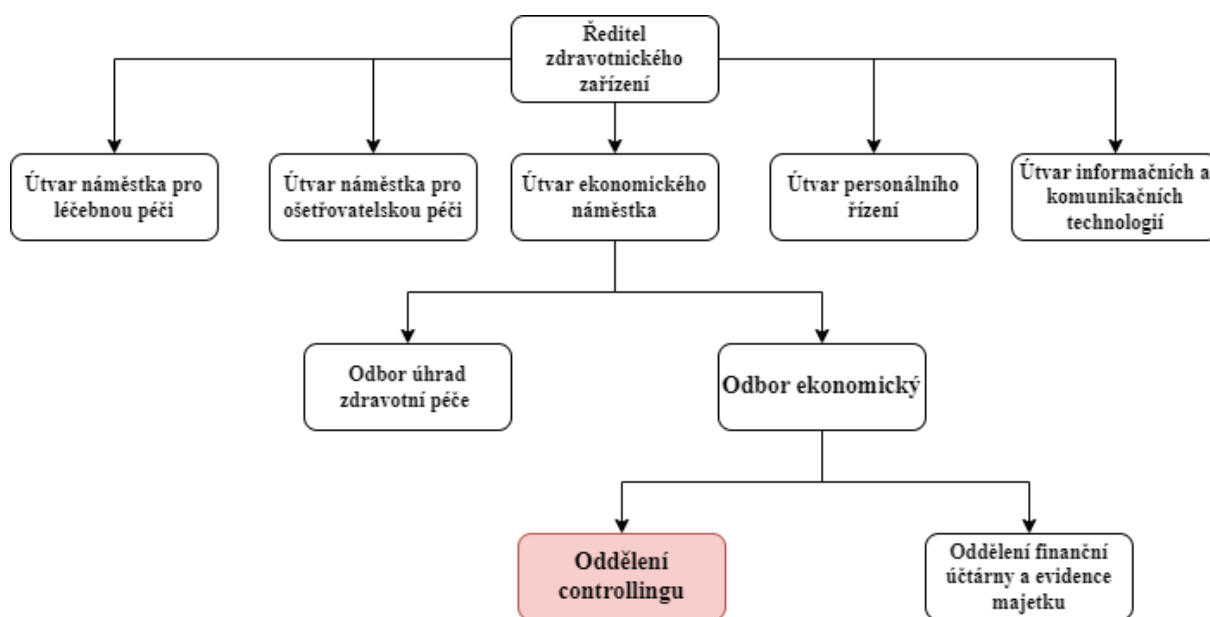 Ředitel
zdravotnického
zařízení
Útvar náměstka pro
léčebnou péči
Útvar náměstka pro
ošetřovatelskou péči
Útvar ekonomického
náměstka
Útvar personálního
řízení
Útvar informačních a
komunikačních
technologií
Odbor úhrad
zdravotní péče
Odbor ekonomický
Oddělení
controllingu
Oddělení finanční
účtárny a evidence
majetku